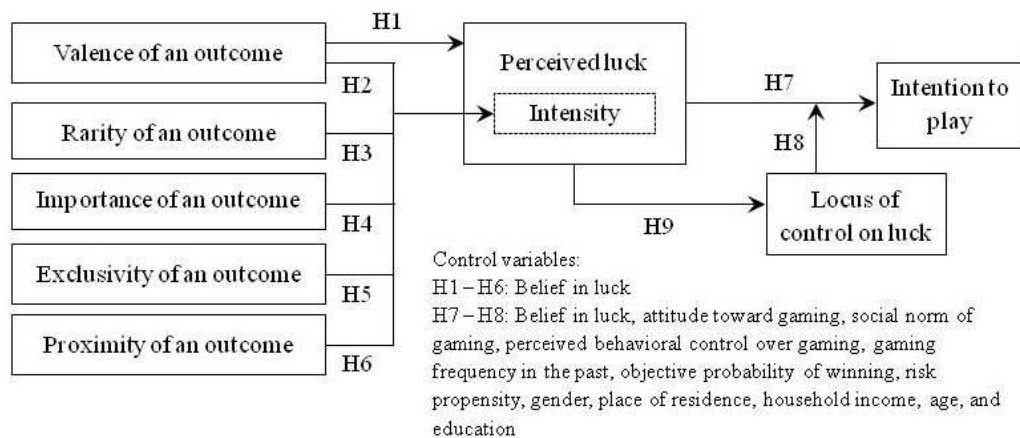 H1
Valence of an outcome
H2
Rarity of an outcome
H3
Importance of an outcome
H4
Exclusivity of an outcome
H5
Proximity of an outcome
H6
Perceived luck
Intensity
H7
Intention to
play
H8
Locus of
control on luck
H9
Control variables:
H1–H6: Belief in luck
H7–H8: Belief in luck, attitude toward gaming, social norm of
gaming, perceived behavioral control over gaming, gaming
frequency in the past, objective probability of winning, risk
propensity, gender, place of residence, household income, age, and
education